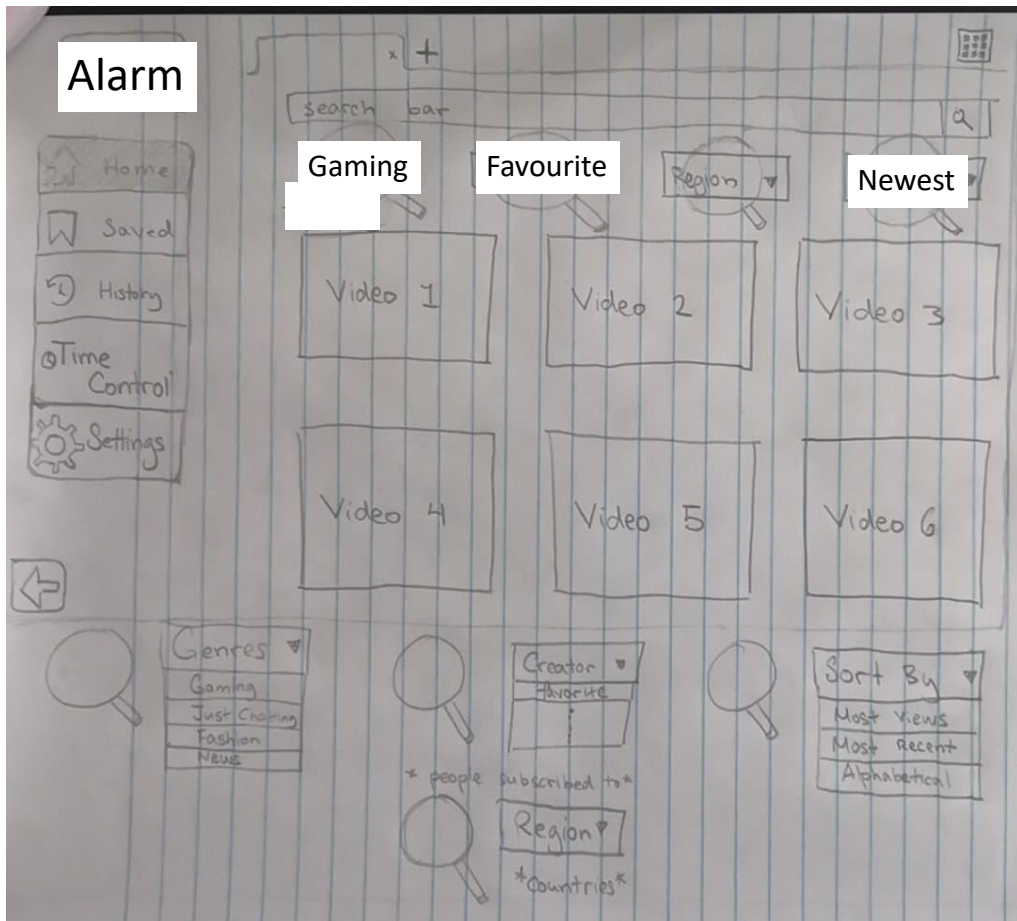 Alarm
x +
search bar
Gaming
Favourite
Region
Newest
Home
Saved
History
Time
Control
Settings
Video 1
Video 2
Video 3
Video 4
Video 5
Video 6
Genres
Gaming
Just Chatting
Fashion
News
Creator
favorite
* people subscribed to*
Sort By
Most Views
Most Recent
Alphabetical
Region
*Countries*